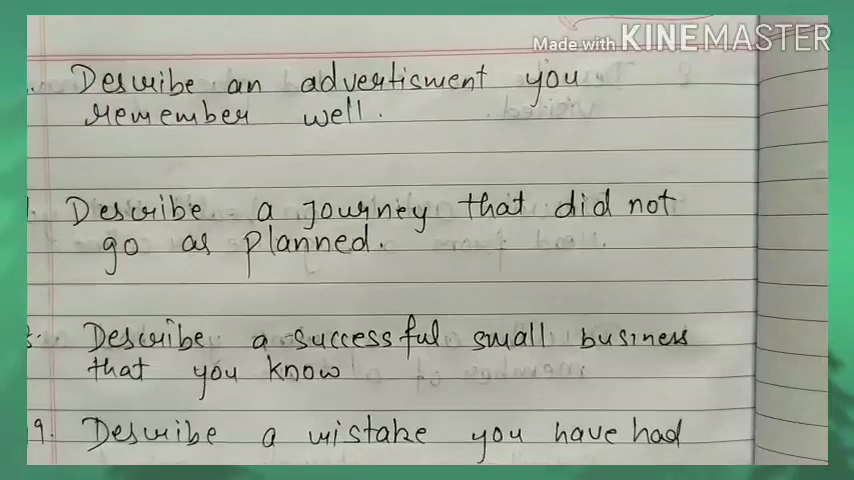 Made with KINEMASTER
Describe an advertisment you
remember well.
Describe a journey that did not
go as planned.
Describe a successful small business
that you know
9. Describe a mistake you have had